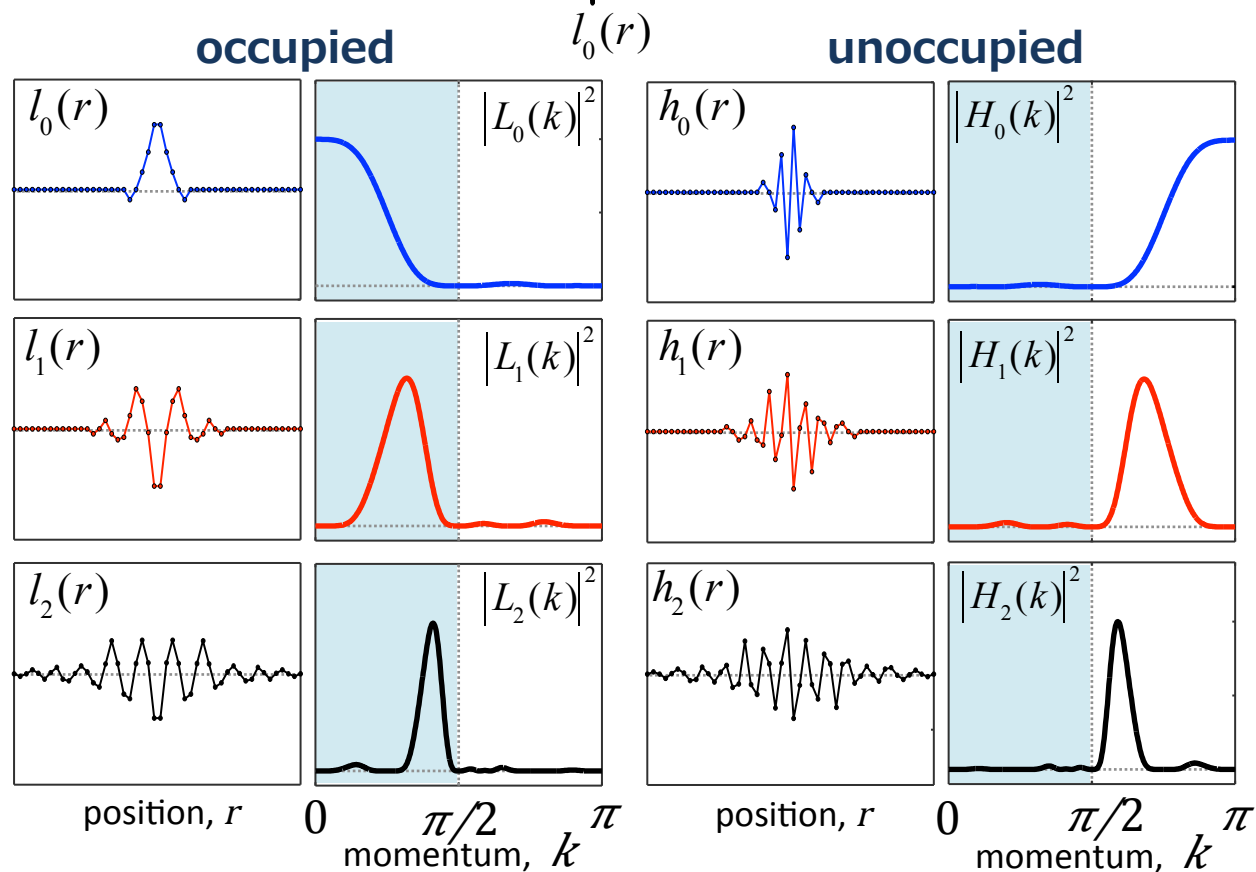 l₀(r)
occupied
unoccupied
l₀(r)
|L₀(k)|²
h₀(r)
|H₀(k)|²
l₁(r)
|L₁(k)|²
h₁(r)
|H₁(k)|²
l₂(r)
|L₂(k)|²
h₂(r)
|H₂(k)|²
position, r
0 π/2 π
momentum, k
position, r
0 π/2 π
momentum, k